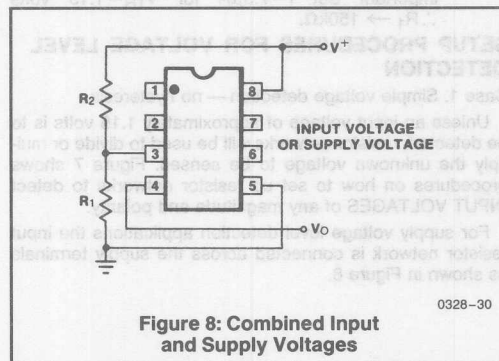 ∴R₁ → 150kΩ
SETUP PROCEDURES FOR VOLTAGE LEVEL
DETECTION
Case 1. Simple voltage detection — no
Unless an input voltage of approximately 1.15 volts is to
be detected, will be used to divide or mul-
tiply the unknown voltage to be sensed. Figure 7 shows
procedures on how to set up resistor to detect
INPUT VOLTAGES of any magnitude and polarity.
For supply voltage level detection applications the input
resistor network is connected across the supply terminals
as shown in Figure 8.
V+
R2
1 8
2 7
3 6
4 5
INPUT VOLTAGE
OR SUPPLY VOLTAGE
R1
VO
0328–30
Figure 8: Combined Input
and Supply Voltages